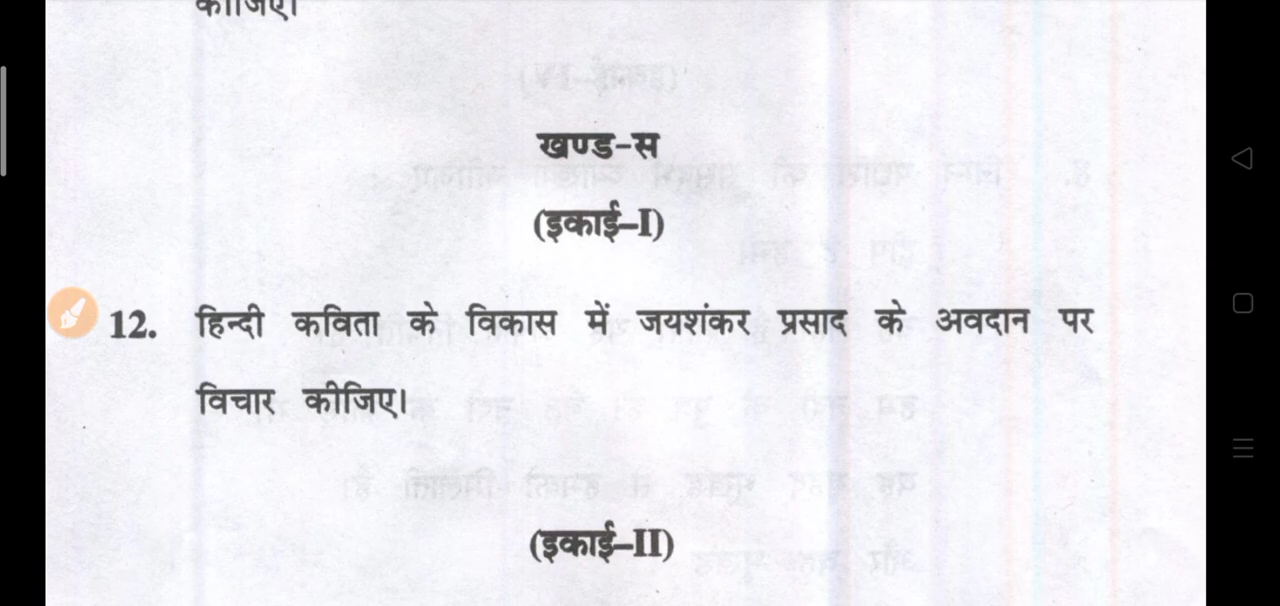 कीजिए।
खण्ड-स
(इकाई–I)
12. हिन्दी कविता के विकास में जयशंकर प्रसाद के अवदान पर
विचार कीजिए।
(इकाई–II)